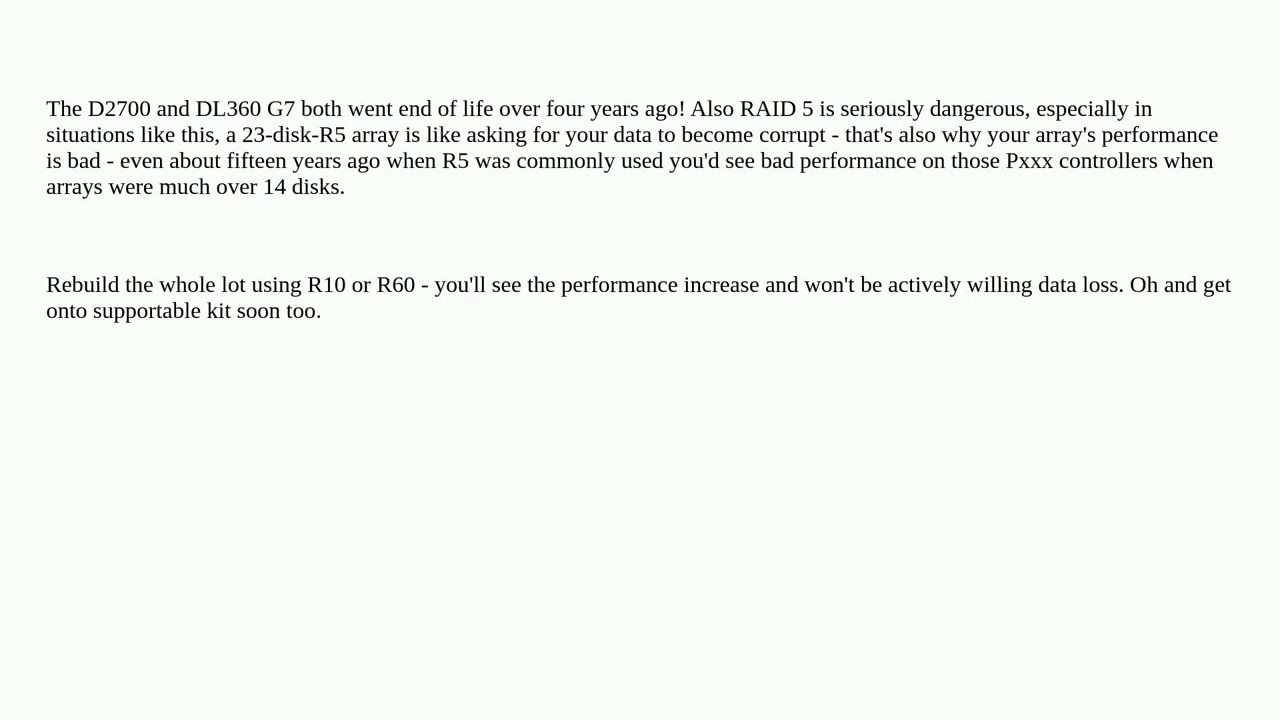 The D2700 and DL360 G7 both went end of life over four years ago! Also RAID 5 is seriously dangerous, especially in
situations like this, a 23-disk-R5 array is like asking for your data to become corrupt - that's also why your array's performance
is bad - even about fifteen years ago when R5 was commonly used you'd see bad performance on those Pxxx controllers when
arrays were much over 14 disks.
Rebuild the whole lot using R10 or R60 - you'll see the performance increase and won't be actively willing data loss. Oh and get
onto supportable kit soon too.